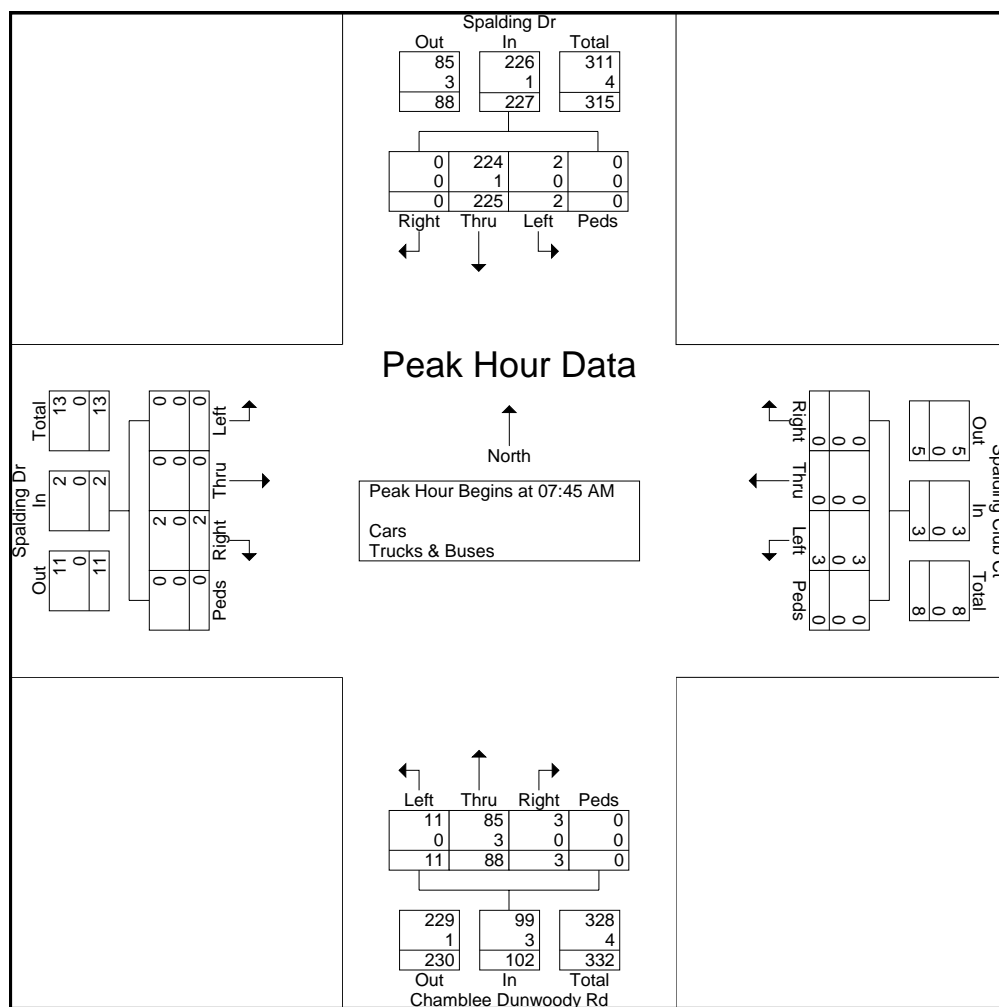 Spalding Dr
Out In Total
85 226 311
3 1 4
88 227 315
0 224 2 0
0 1 0 0
0 225 2 0
Right Thru Left Peds
Peak Hour Data
North
Peak Hour Begins at 07:45 AM
Cars
Trucks & Buses
Spalding Dr
Out In Total
11 2 13
0 0 0
11 2 13
Peds Right Thru Left
0 2 0 0
0 0 0 0
0 2 0 0
Right Thru Left Peds
0 0 3 0
0 0 0 0
0 0 3 0
Out In Total
5 3 8
0 0 0
5 3 8
Spalding Club Ct
Left Thru Right Peds
11 85 3 0
0 3 0 0
11 88 3 0
229 99 328
1 3 4
230 102 332
Out In Total
Chamblee Dunwoody Rd